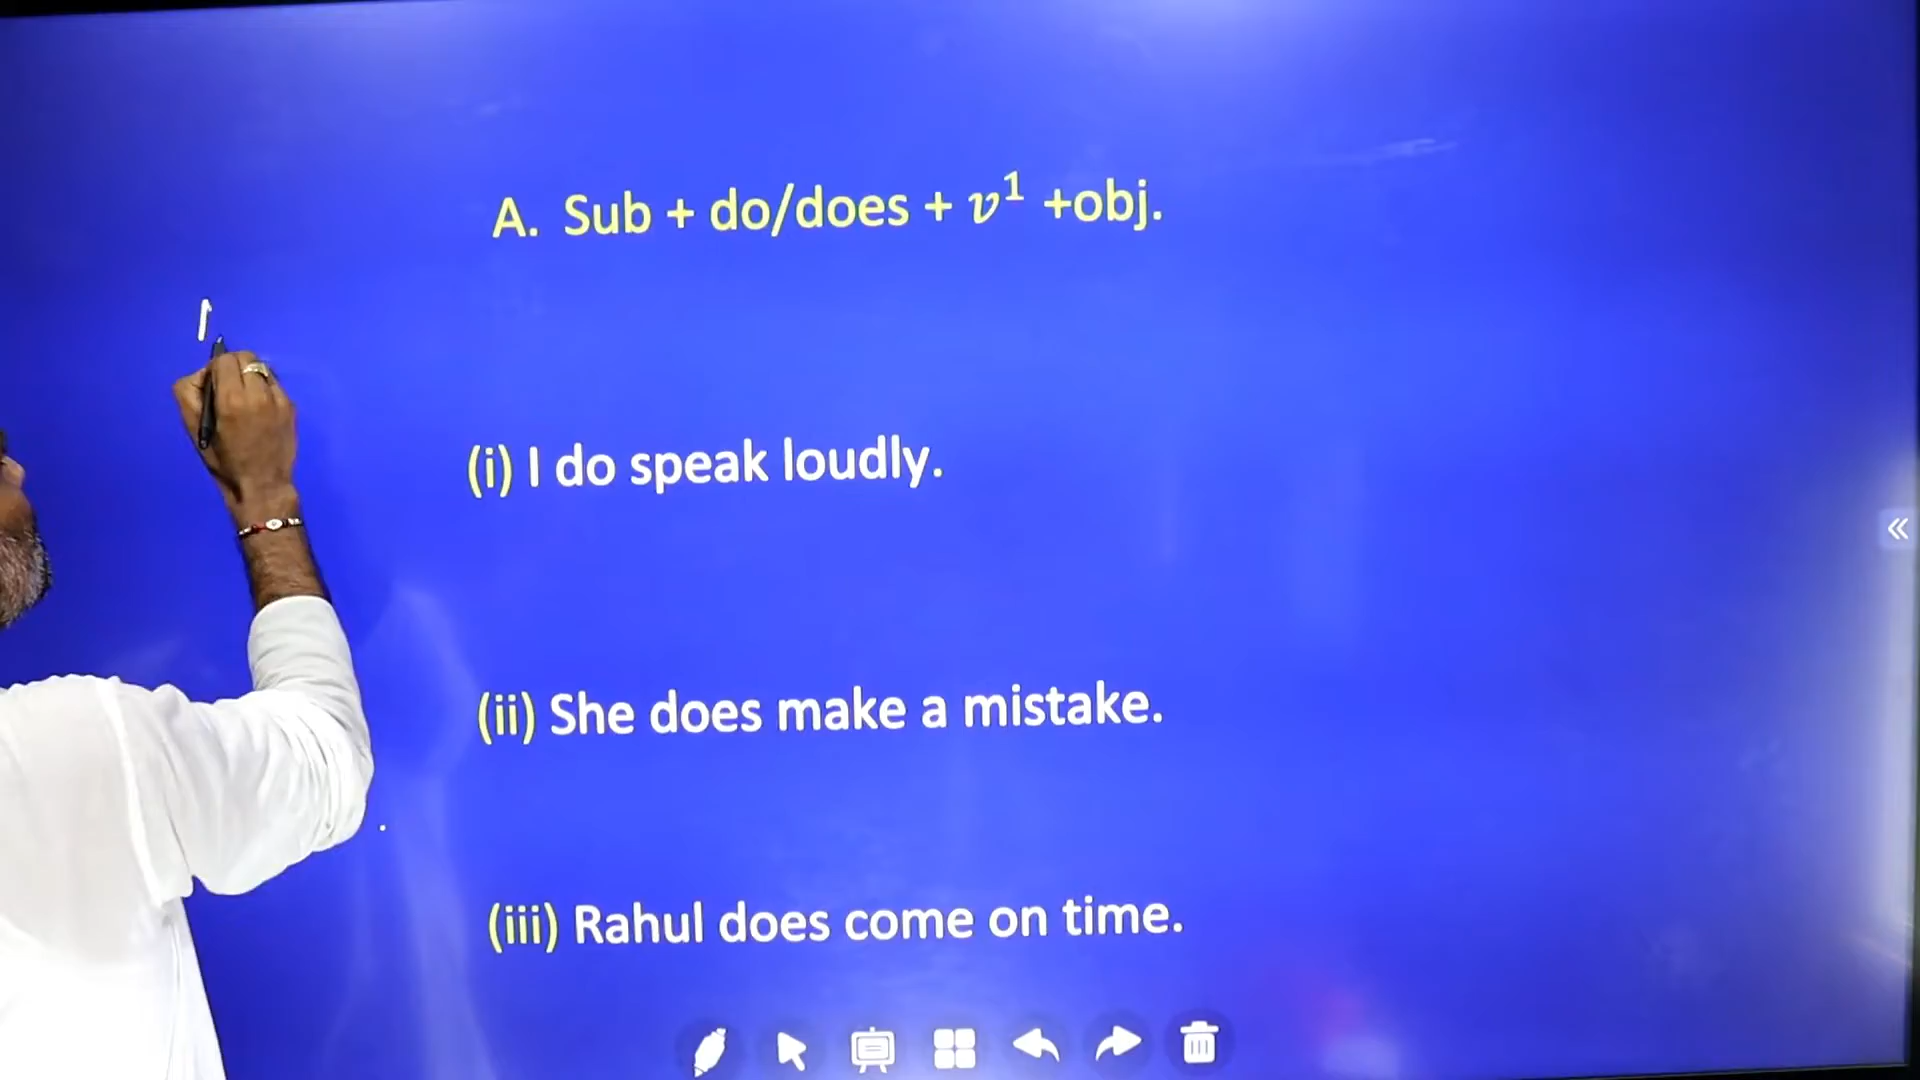 A. Sub + do/does + v¹ +obj.
(i) I do speak loudly.
(ii) She does make a mistake.
(iii) Rahul does come on time.